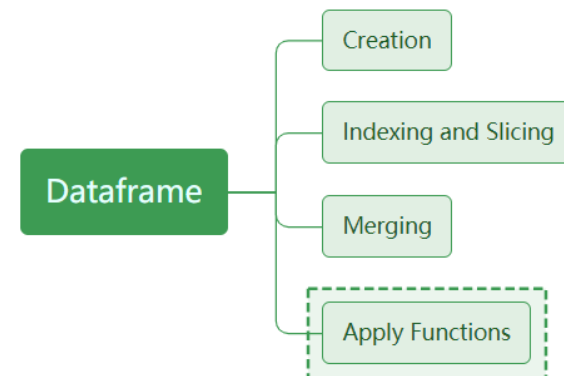 Creation
Indexing and Slicing
Dataframe
Merging
Apply Functions